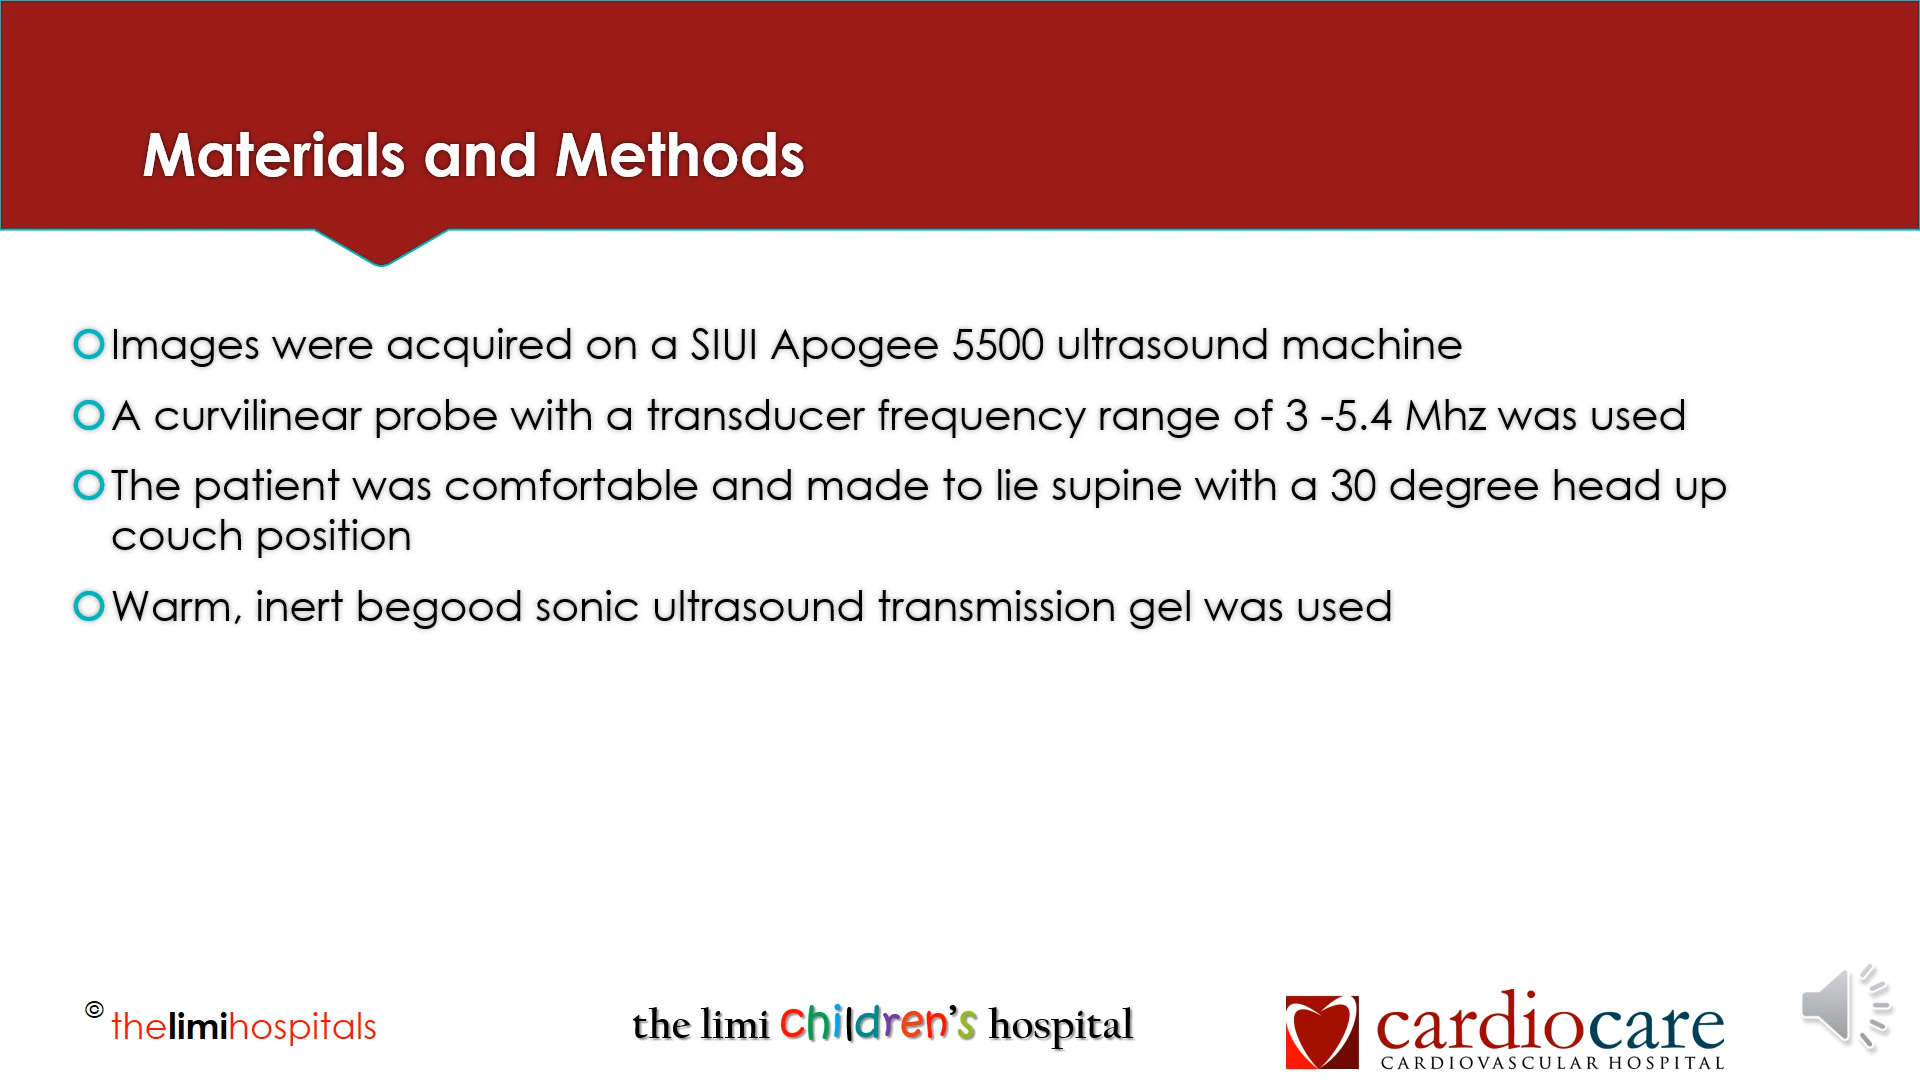 Materials and Methods
Images were acquired on a SIUI Apogee 5500 ultrasound machine
A curvilinear probe with a transducer frequency range of 3 -5.4 Mhz was used
The patient was comfortable and made to lie supine with a 30 degree head up
couch position
Warm, inert begood sonic ultrasound transmission gel was used
© thelimihospitals
the limi children's hospital
cardiocare
CARDIOVASCULAR HOSPITAL